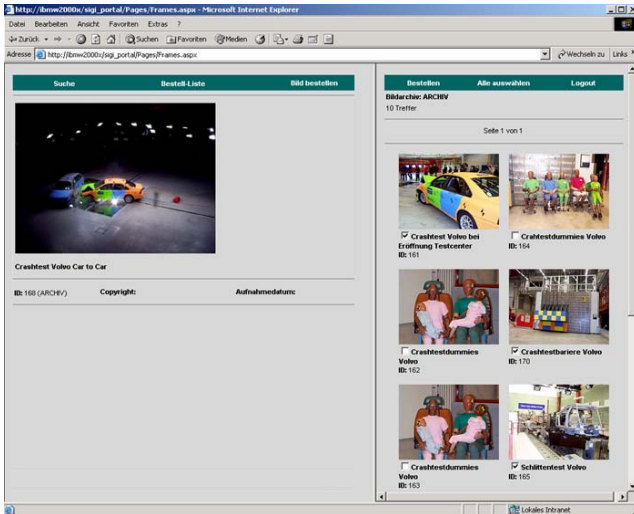 http://ibmw2000x/sigi_portal/Pages/Frames.aspx - Microsoft Internet Explorer
Datei Bearbeiten Ansicht Favoriten Extras ?
Zurück Suchen Favoriten Medien
Adresse http://ibmw2000x/sigi_portal/Pages/Frames.aspx Wechseln zu Links
Suche Bestell-Liste Bild bestellen
Crashtest Volvo Car to Car
ID: 168 (ARCHIV) Copyright: Aufnahmedatum:
Bestellen Alle auswählen Logout
Bildarchiv: ARCHIV
10 Treffer
Seite 1 von 1
Crashtest Volvo bei
Eröffnung Testcenter
ID: 161
Crahtestdummies Volvo
ID: 164
Crashtestdummies
Volvo
ID: 162
Crashtestbariere Volvo
ID: 170
Crashtestdummies
Volvo
ID: 163
Schlittentest Volvo
ID: 165
Lokales Intranet